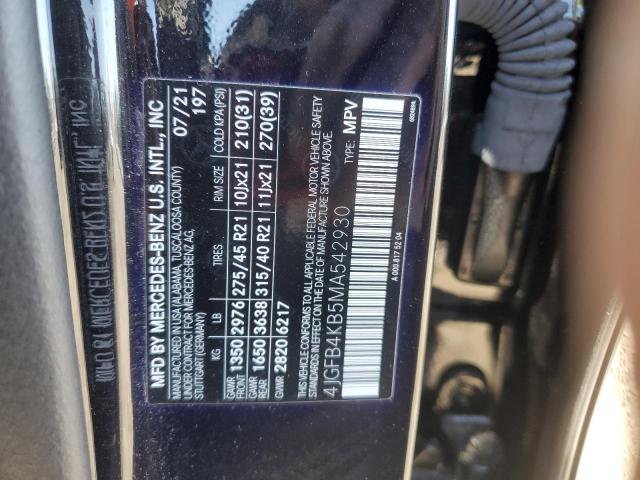 MFD BY MERCEDES-BENZ U.S. INTL., INC
MANUFACTURED IN USA (ALABAMA, TUSCALOOSA COUNTY) 07/21
UNDER CONTRACT FOR MERCEDES-BENZ AG, 197
STUTTGART (GERMANY)
KG LB TIRES RIM SIZE COLD KPA (PSI)
GAWR FRONT 1350 2976 275/45 R21 10Jx21 210(31)
GAWR REAR 1650 3638 315/40 R21 11Jx21 270(39)
GVWR 2820 6217
THIS VEHICLE CONFORMS TO ALL APPLICABLE FEDERAL MOTOR VEHICLE SAFETY
STANDARDS IN EFFECT ON THE DATE OF MANUFACTURE SHOWN ABOVE.
4JGFB4KB5MA542930 TYPE: MPV
A 000 817 52 04